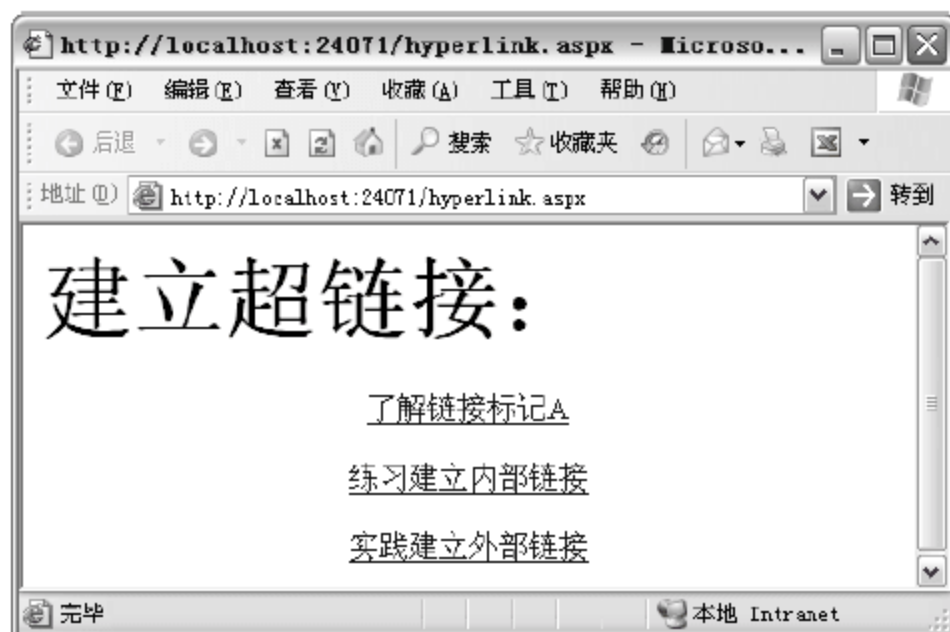 http://localhost:24071/hyperlink.aspx - Microso...
文件(F) 编辑(E) 查看(V) 收藏(A) 工具(T) 帮助(H)
后退 搜索 收藏夹
地址(D) http://localhost:24071/hyperlink.aspx 转到
建立超链接：
了解链接标记A
练习建立内部链接
实践建立外部链接
完毕 本地 Intranet